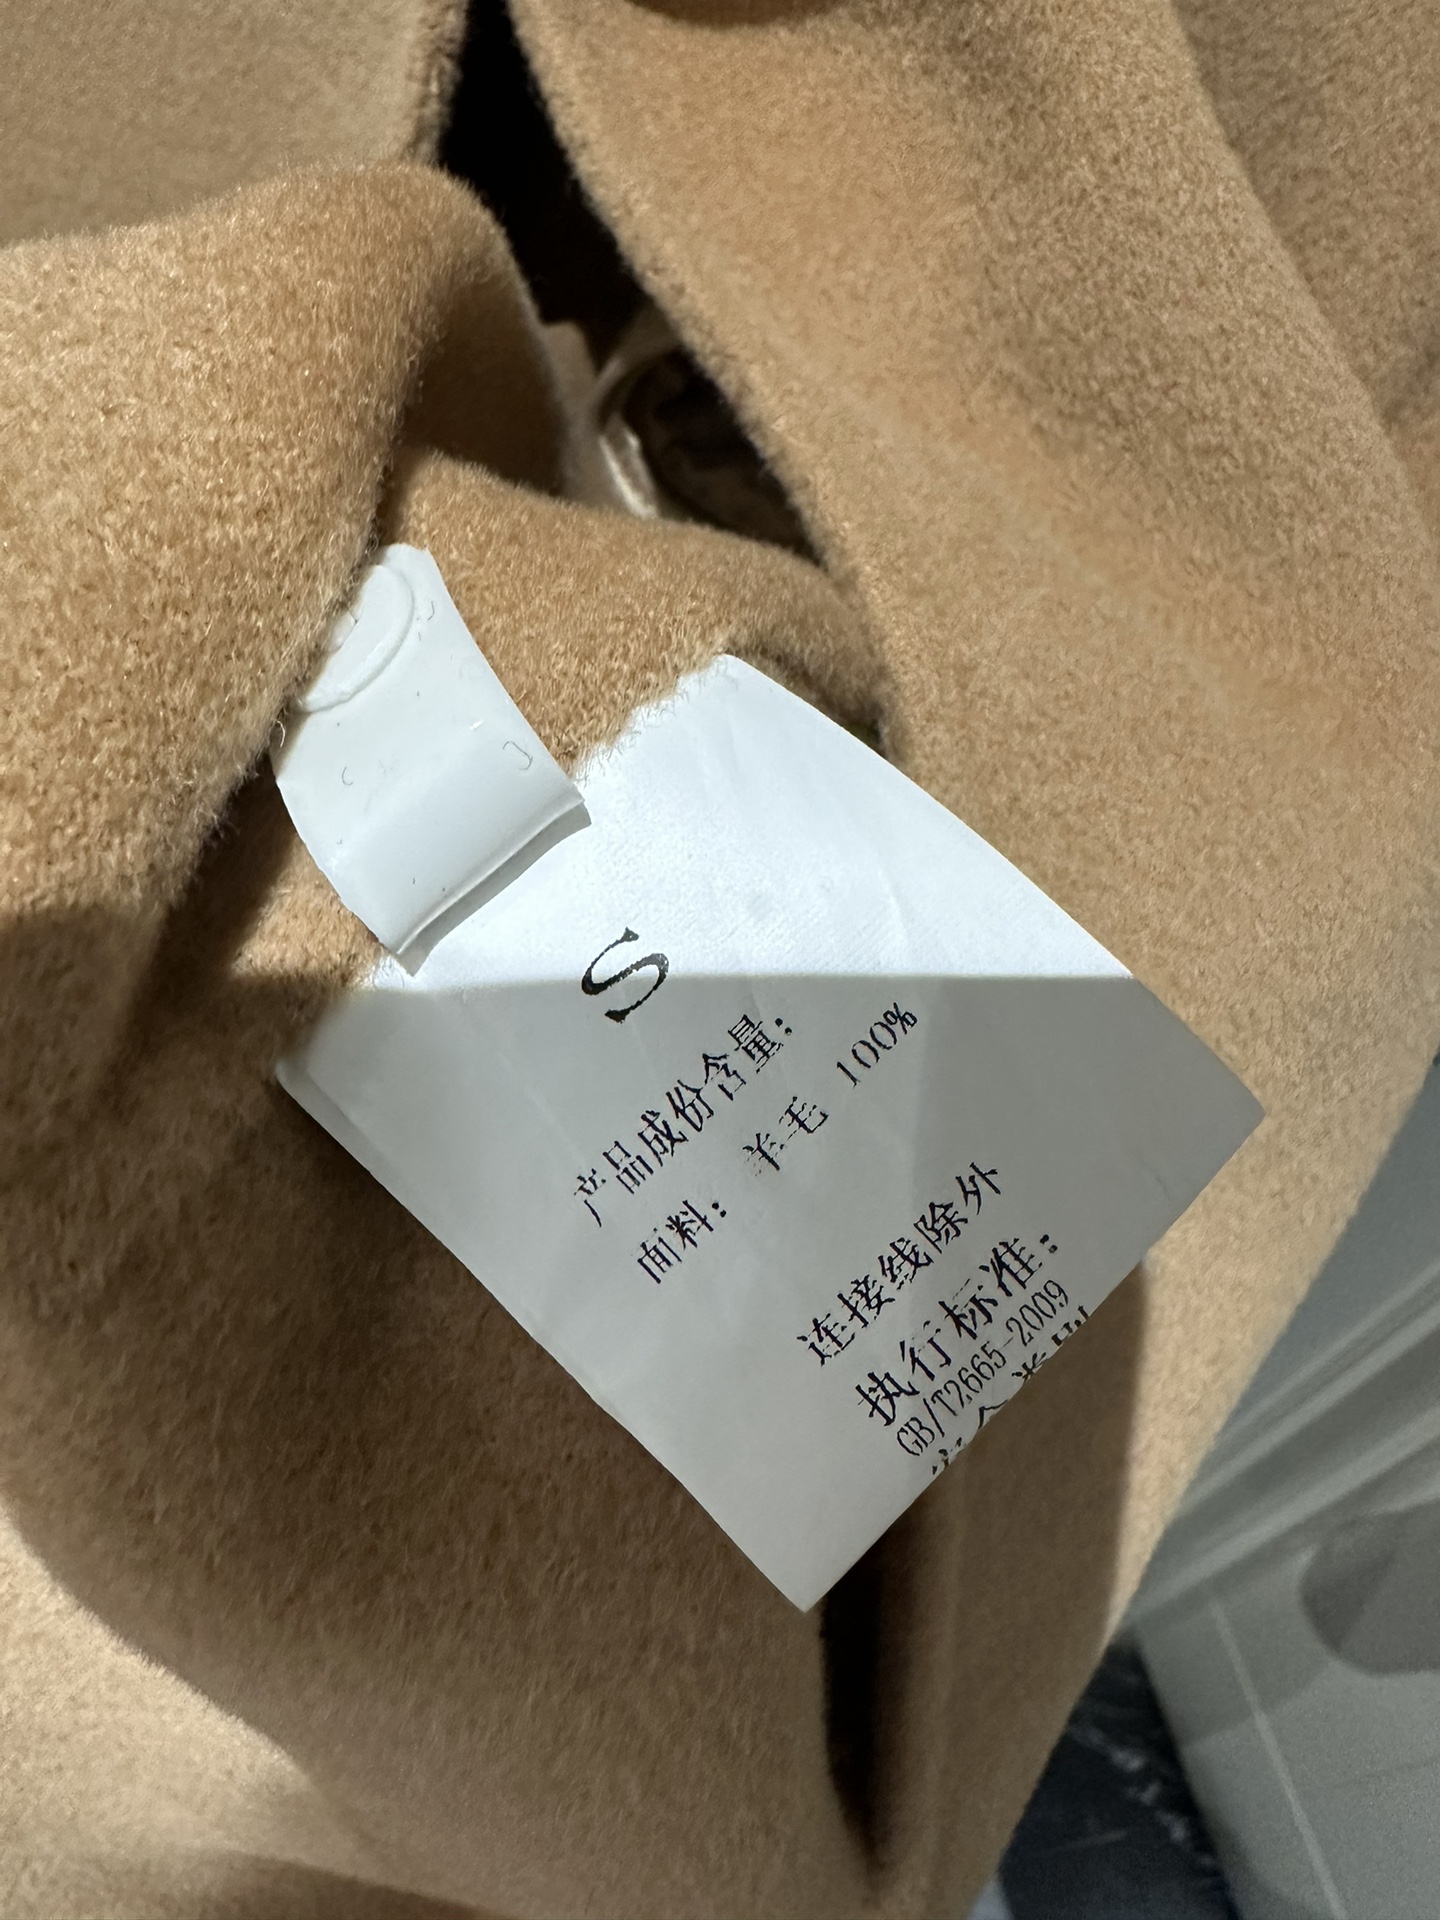 S
产品成份含量：
面料： 羊毛 100%
连接线除外
执行标准：
GB/T2665-2009